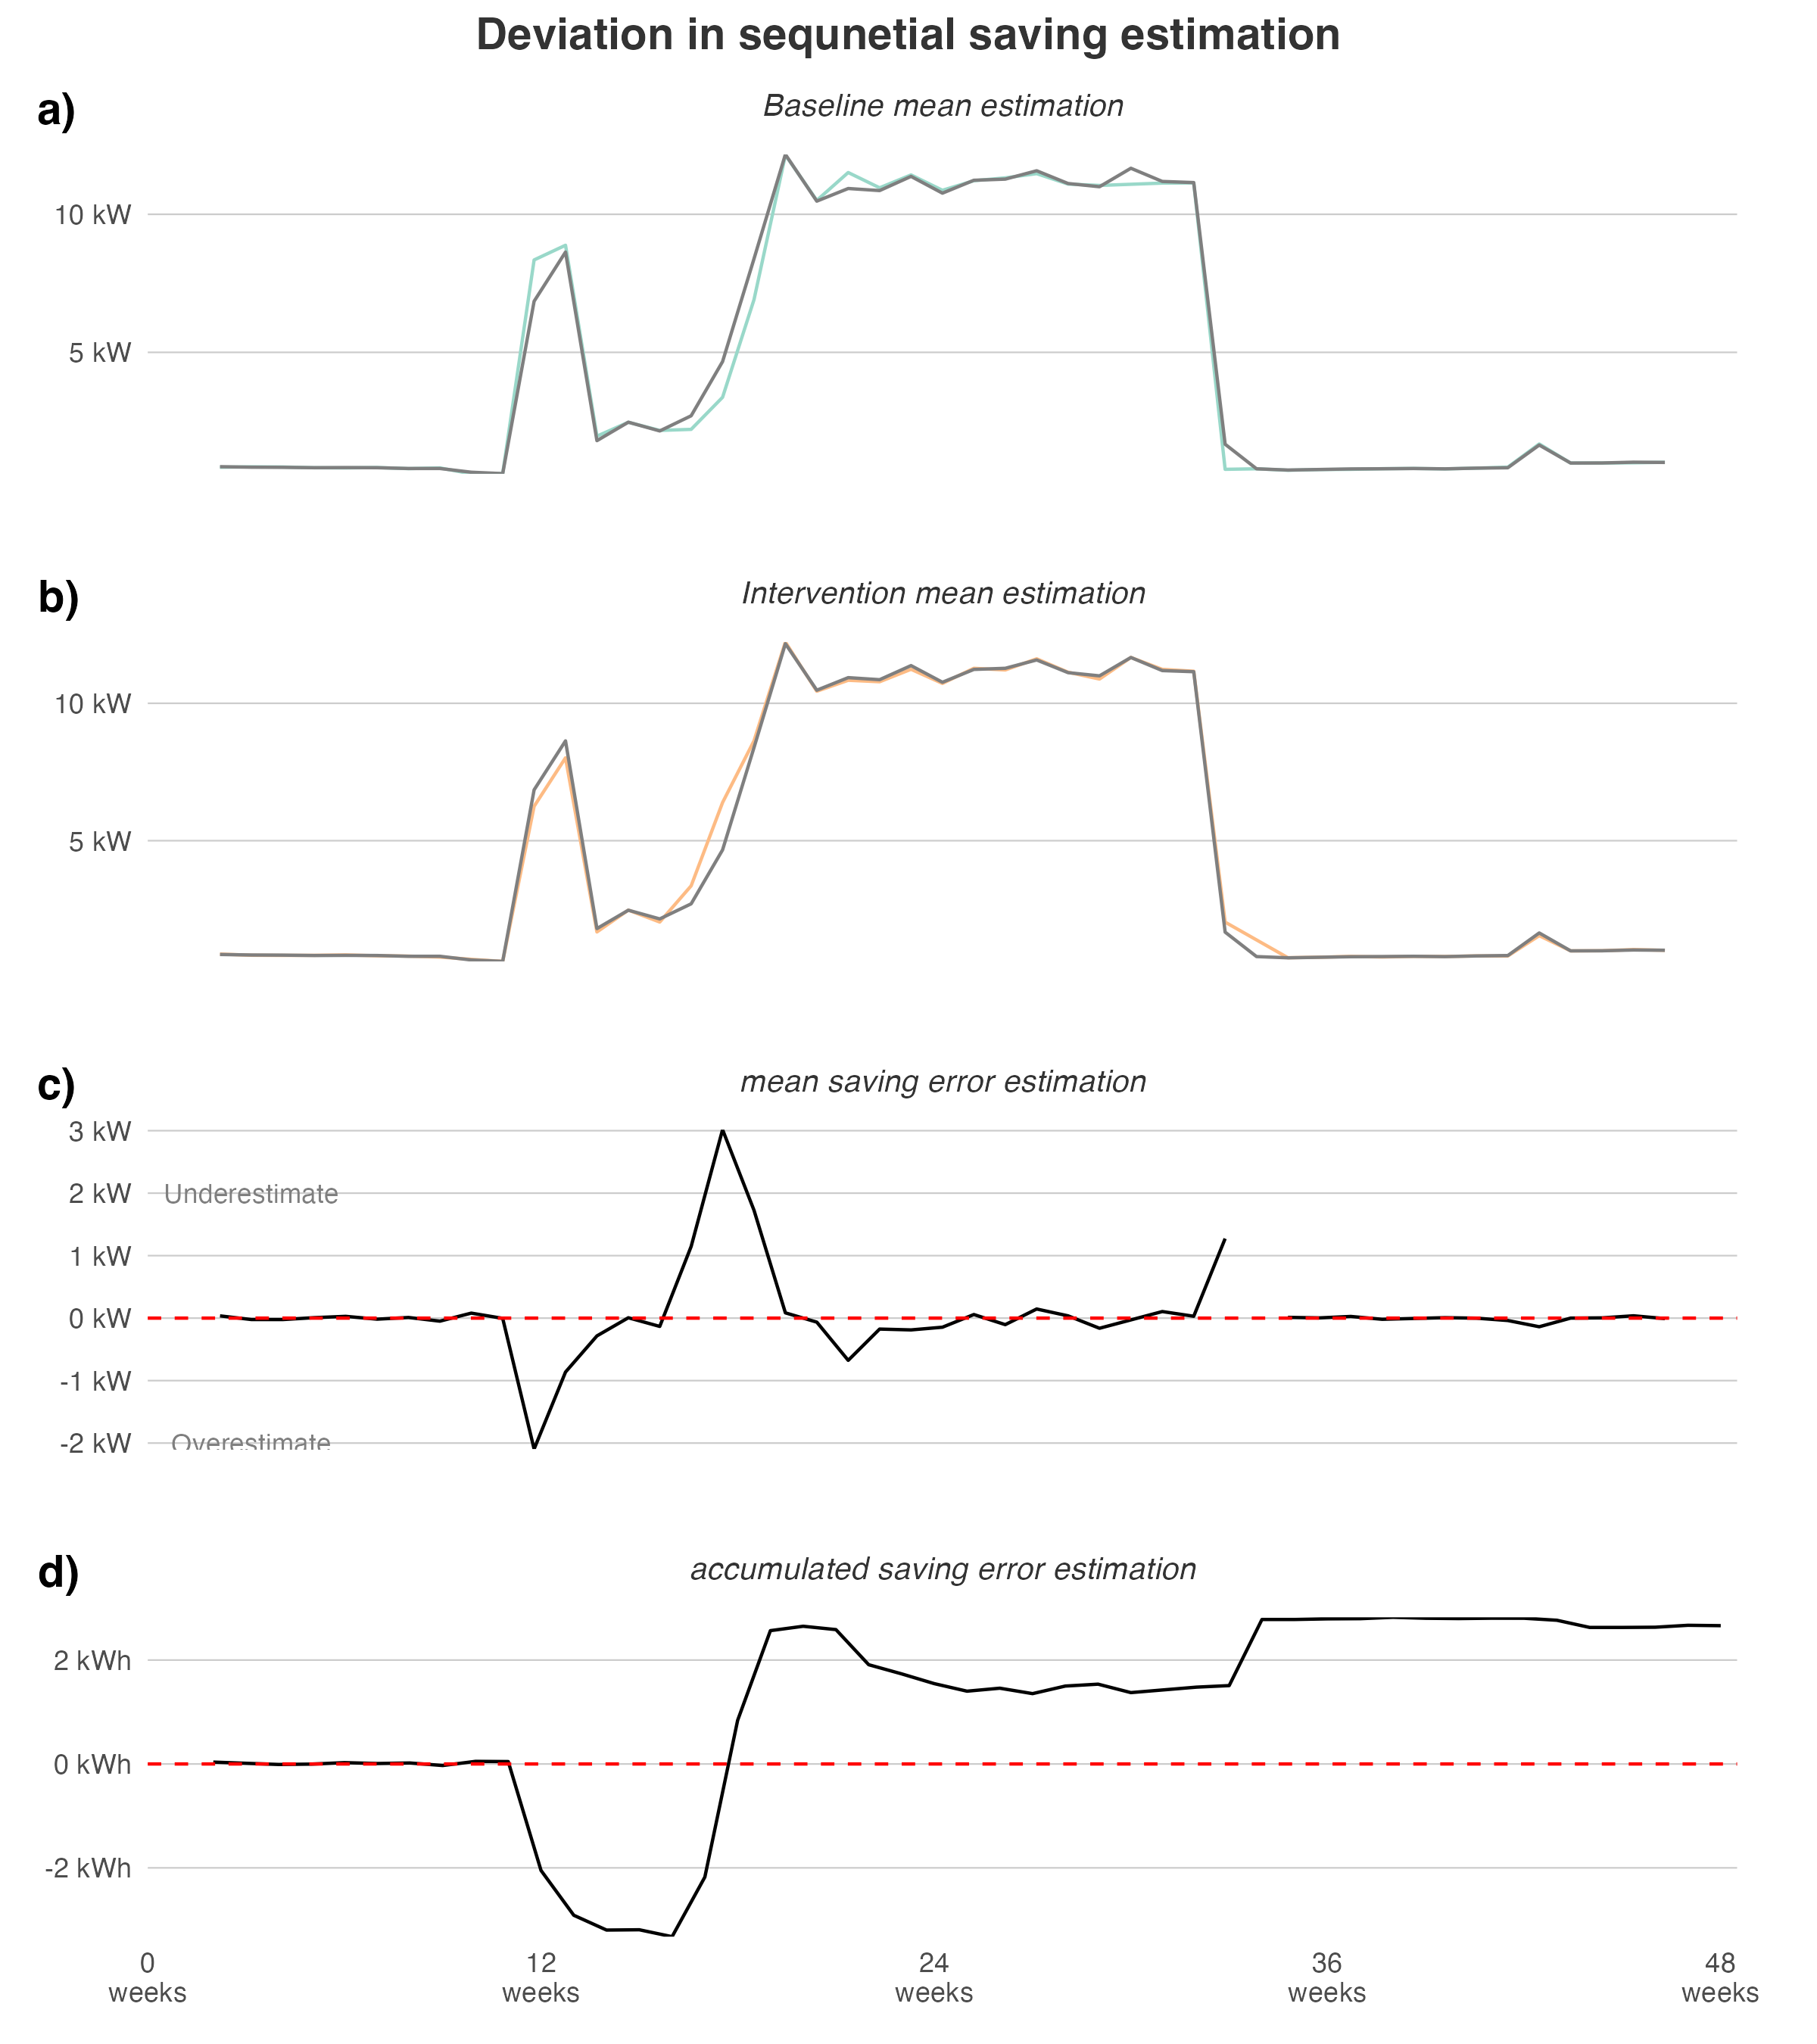 Deviation in sequnetial saving estimation
a)
Baseline mean estimation
10 kW
5 kW
b)
Intervention mean estimation
10 kW
5 kW
c)
mean saving error estimation
3 kW
2 kW
Underestimate
1 kW
0 kW
-1 kW
-2 kW
Overestimate
d)
accumulated saving error estimation
2 kWh
0 kWh
-2 kWh
0 12 24 36 48
weeks weeks weeks weeks weeks